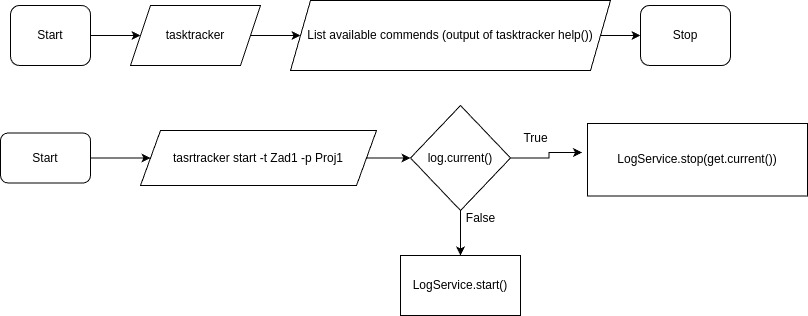 Start
tasktracker
List available commends (output of tasktracker help())
Stop
Start
tasrtracker start -t Zad1 -p Proj1
log.current()
True
LogService.stop(get.current())
False
LogService.start()